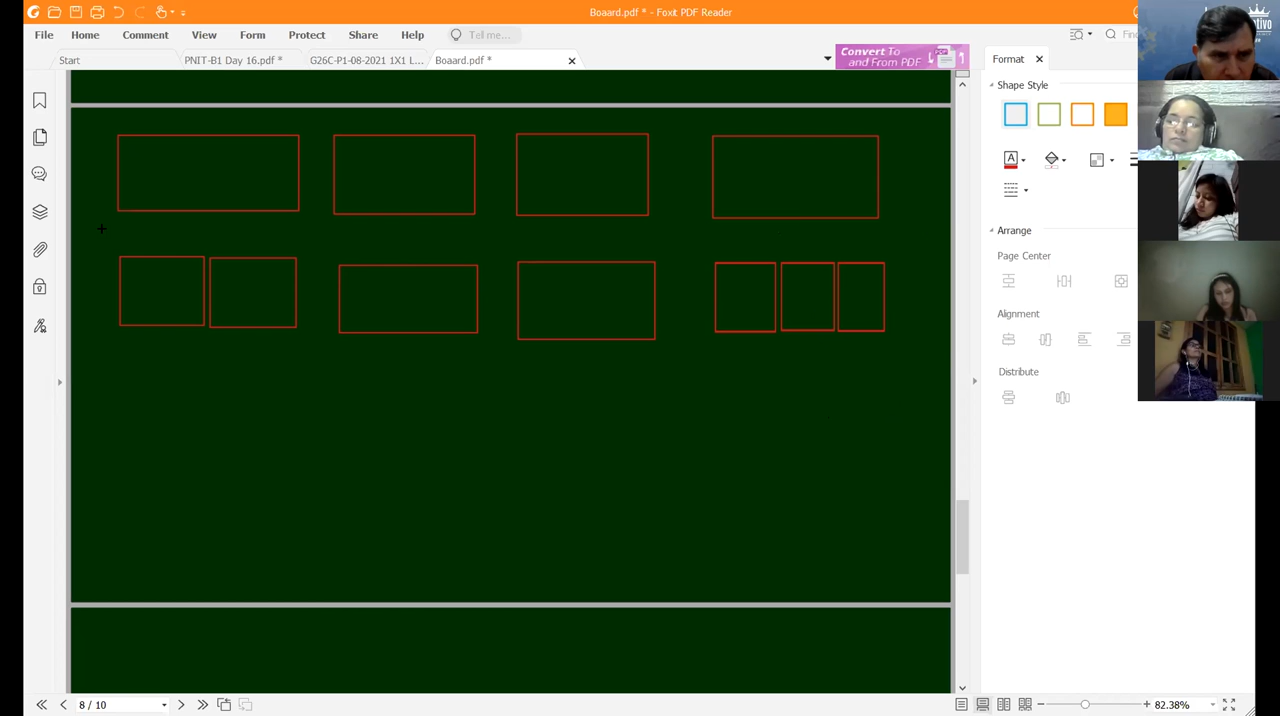 Boaard.pdf * - Foxit PDF Reader
File Home Comment View Form Protect Share Help Tell me...
Start PNIT-B1 Day16.pdf * G26C-P1-08-2021 1X1 L... Boaard.pdf *
Convert To
and From PDF
Format
Shape Style
Arrange
Page Center
Alignment
Distribute
8 / 10
82.38%